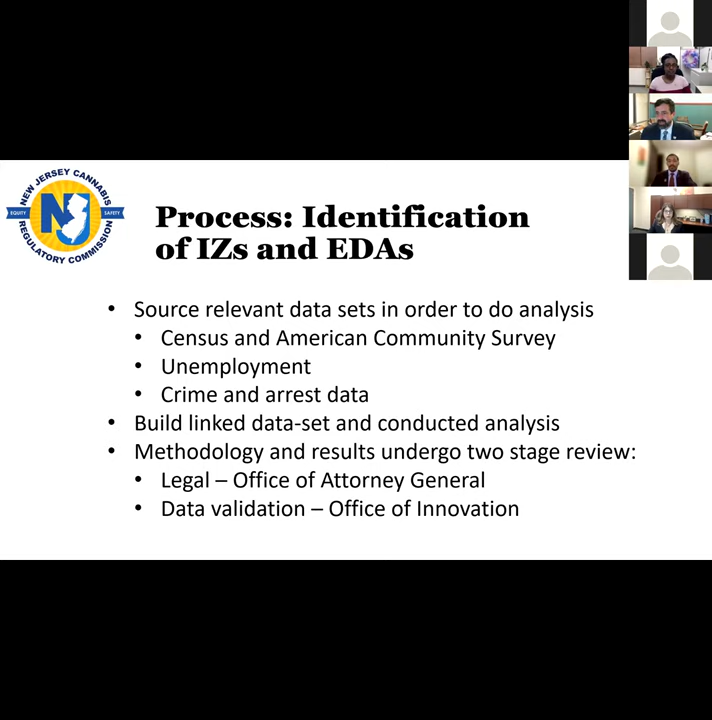 NEW JERSEY CANNABIS
EQUITY
NJ
SAFETY
REGULATORY COMMISSION
Process: Identification
of IZs and EDAs
• Source relevant data sets in order to do analysis
• Census and American Community Survey
• Unemployment
• Crime and arrest data
• Build linked data-set and conducted analysis
• Methodology and results undergo two stage review:
• Legal – Office of Attorney General
• Data validation – Office of Innovation